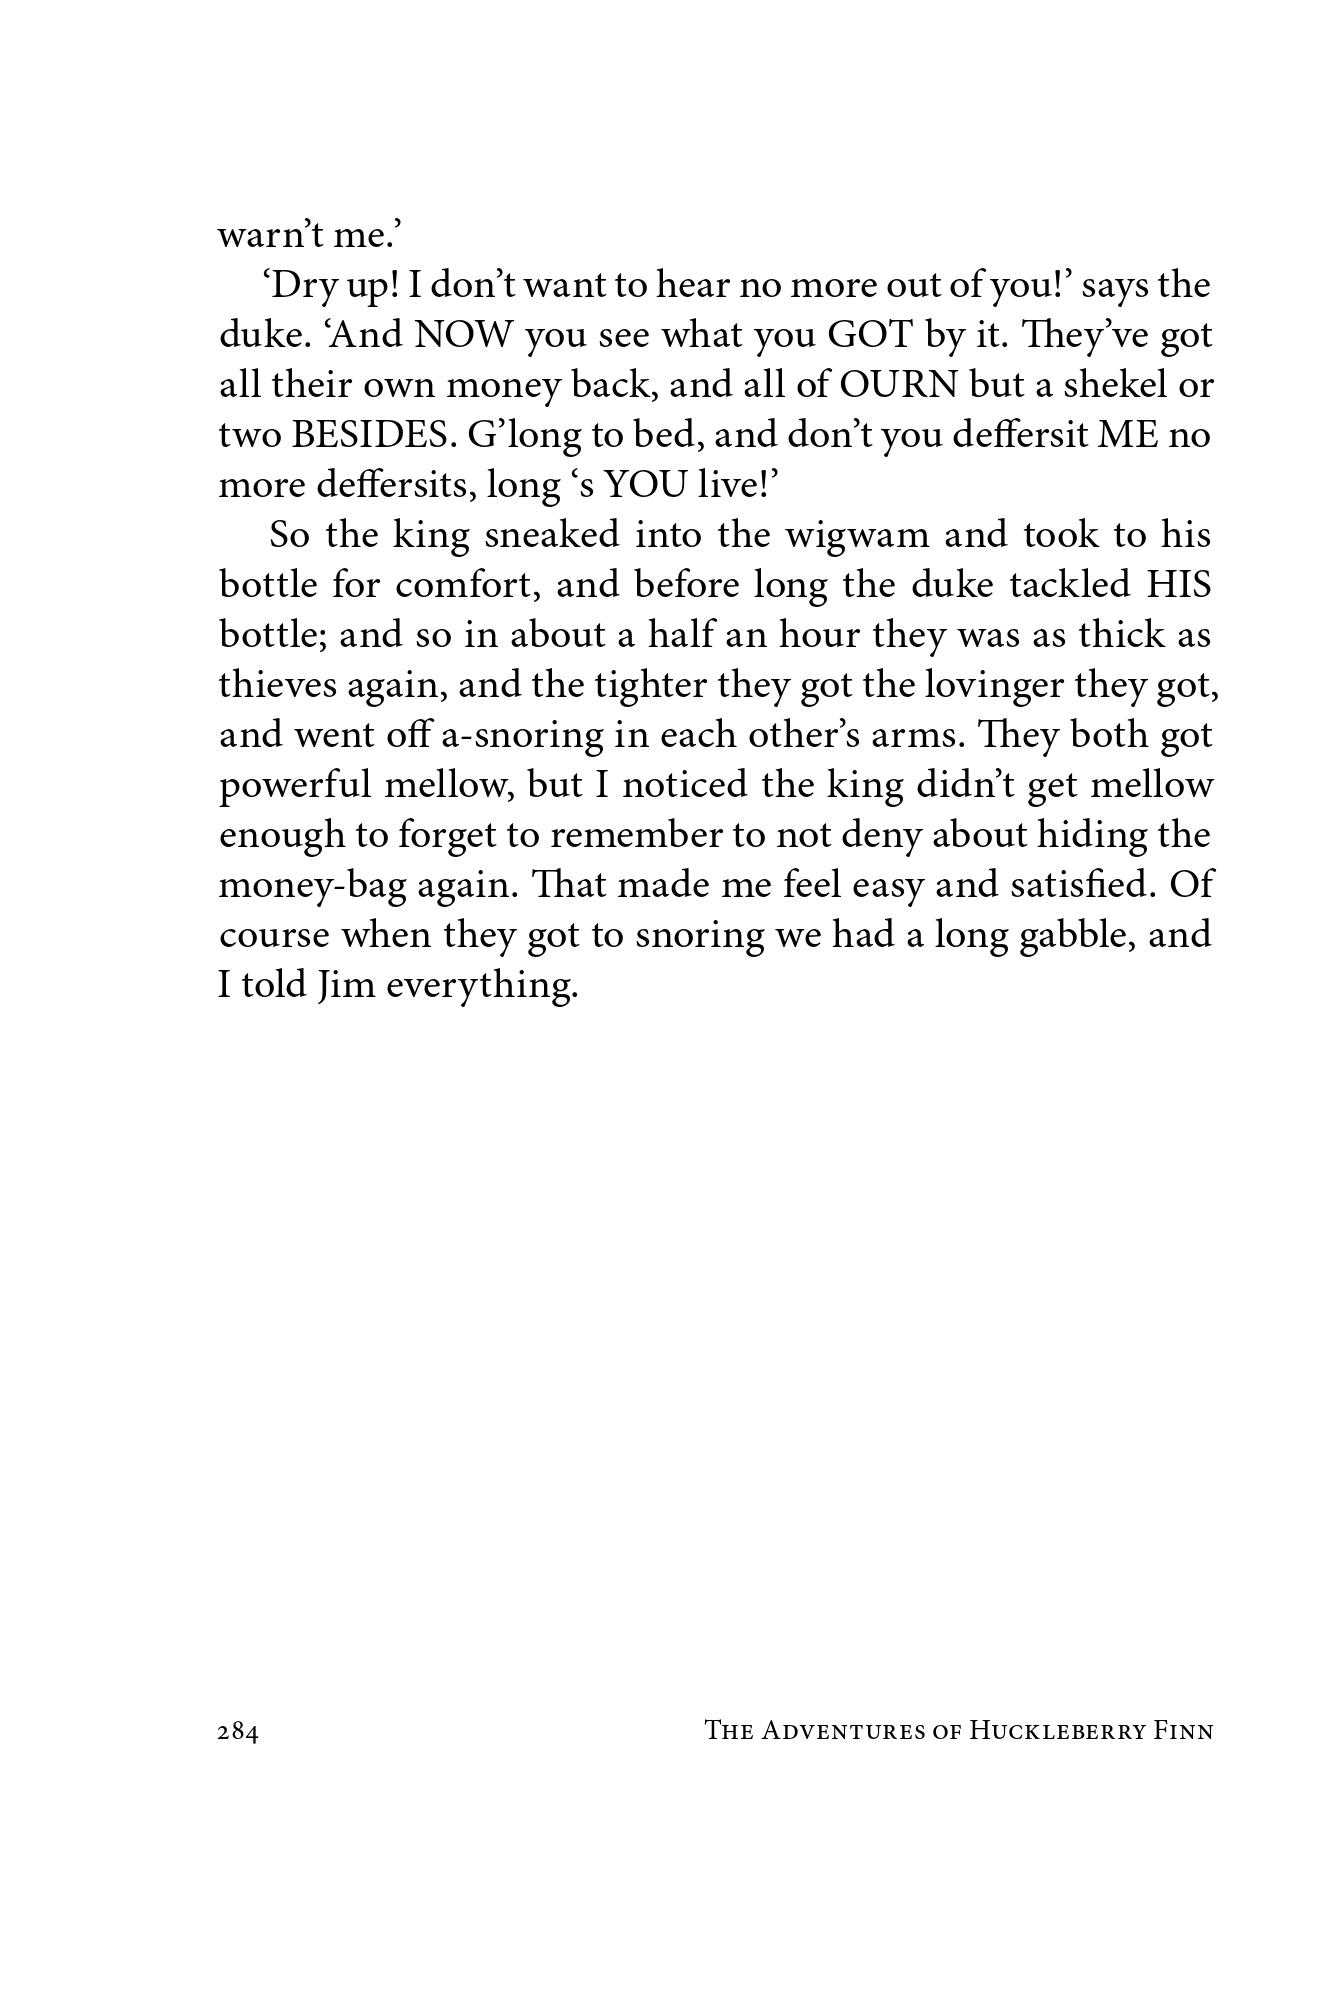 warn’t me.’
‘Dry up! I don’t want to hear no more out of you!’ says the
duke. ‘And NOW you see what you GOT by it. They’ve got
all their own money back, and all of OURN but a shekel or
two BESIDES. G’long to bed, and don’t you deffersit ME no
more deffersits, long ‘s YOU live!’
So the king sneaked into the wigwam and took to his
bottle for comfort, and before long the duke tackled HIS
bottle; and so in about a half an hour they was as thick as
thieves again, and the tighter they got the lovinger they got,
and went off a-snoring in each other’s arms. They both got
powerful mellow, but I noticed the king didn’t get mellow
enough to forget to remember to not deny about hiding the
money-bag again. That made me feel easy and satisfied. Of
course when they got to snoring we had a long gabble, and
I told Jim everything.
284 The Adventures of Huckleberry Finn